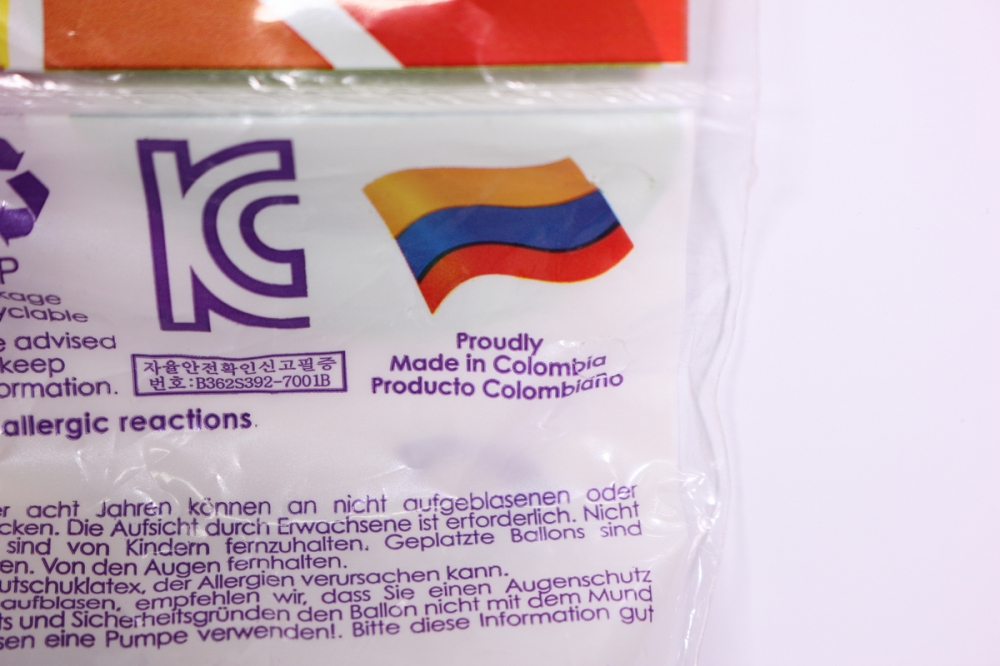 KC
P
kage
yclable
e advised
keep
ormation.
자율안전확인신고필증
번호:B362S392-7001B
Proudly
Made in Colombia
Producto Colombiano
allergic reactions.
r acht Jahren können an nicht aufgeblasenen oder
cken. Die Aufsicht durch Erwachsene ist erforderlich. Nicht
sind von Kindern fernzuhalten. Geplatzte Ballons sind
en. Von den Augen fernhalten.
utschuklatex, der Allergien verursachen kann.
aufblasen, empfehlen wir, dass Sie einen Augenschutz
ts und Sicherheitsgründen den Ballon nicht mit dem Mund
sen eine Pumpe verwenden!. Bitte diese Information gut